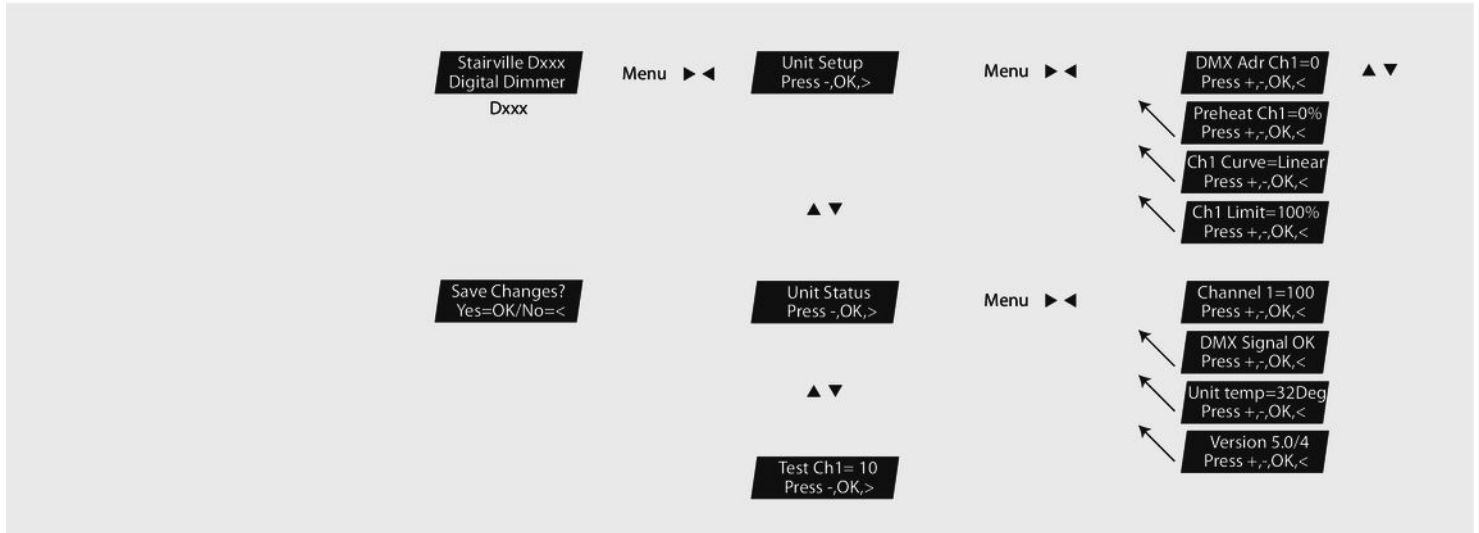 Stairville Dxxx
Digital Dimmer
Dxxx
Menu ▶ ◀
Unit Setup
Press -,OK,>
Menu ▶ ◀
DMX Adr Ch1=0
Press +,-,OK,<
▲ ▼
Preheat Ch1=0%
Press +,-,OK,<
Ch1 Curve=Linear
Press +,-,OK,<
Ch1 Limit=100%
Press +,-,OK,<
▲ ▼
Save Changes?
Yes=OK/No=<
Unit Status
Press -,OK,>
Menu ▶ ◀
Channel 1=100
Press +,-,OK,<
DMX Signal OK
Press +,-,OK,<
Unit temp=32Deg
Press +,-,OK,<
Version 5.0/4
Press +,-,OK,<
▲ ▼
Test Ch1= 10
Press -,OK,>